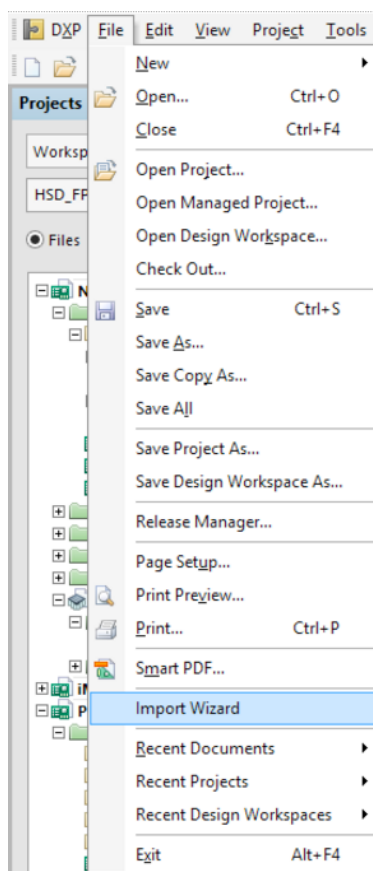 DXP File Edit View Project Tools
New
Projects
Open... Ctrl+O
Close Ctrl+F4
Worksp
Open Project...
HSD_FP
Open Managed Project...
Files
Open Design Workspace...
Check Out...
N
Save Ctrl+S
Save As...
Save Copy As...
Save All
Save Project As...
Save Design Workspace As...
Release Manager...
Page Setup...
Print Preview...
Print... Ctrl+P
Smart PDF...
Import Wizard
P
Recent Documents
Recent Projects
Recent Design Workspaces
Exit Alt+F4